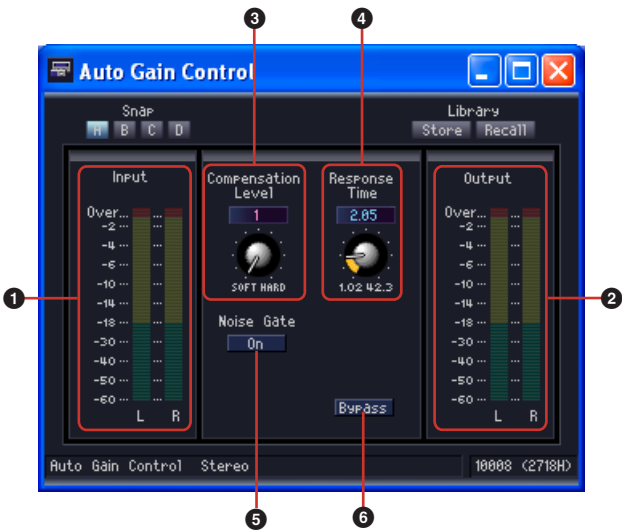 3 4
Auto Gain Control
Snap Library
A B C D Store Recall
Input Compensation Level Response Time Output
1 2.05
Over... ... Over... ...
-2 ... ... -2 ... ...
-4 ... ... -4 ... ...
-6 ... ... -6 ... ...
-10 ... ... -10 ... ...
SOFT HARD 1.02 42.3
-14 ... ... -14 ... ...
1 2
-18 ... ... -18 ... ...
Noise Gate
-30 ... ... -30 ... ...
On
-40 ... ... -40 ... ...
-50 ... ... -50 ... ...
-60 ... ... -60 ... ...
Bypass
L R L R
Auto Gain Control Stereo 10008 (2718H)
5 6